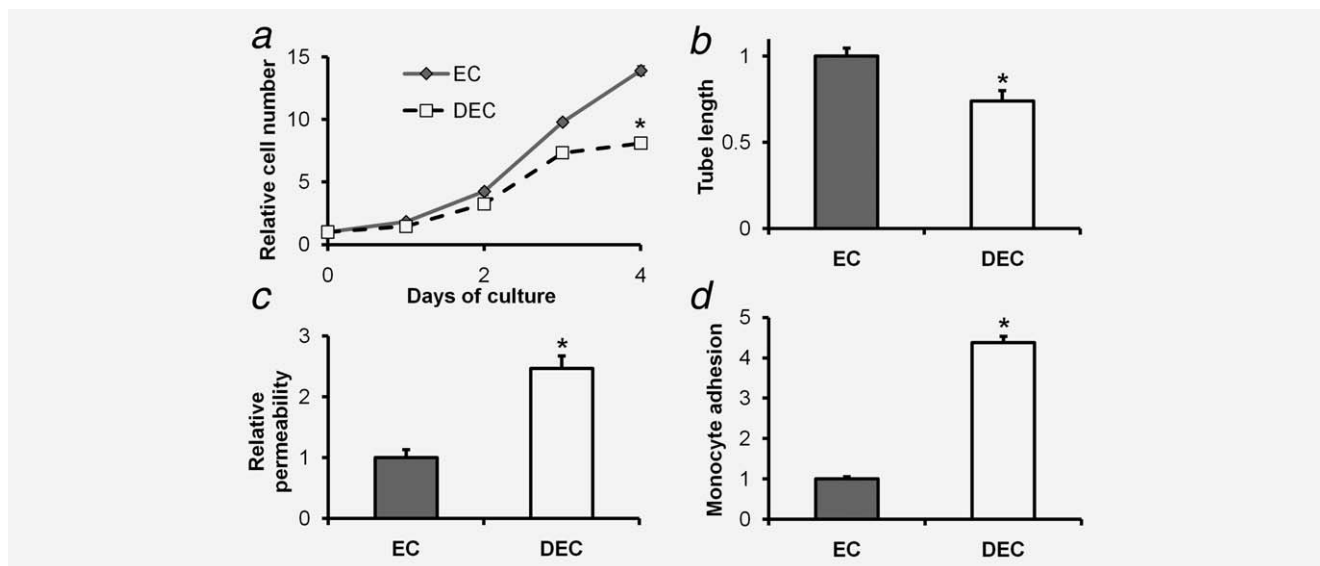 a
Relative cell number
15
10
5
0
EC
DEC
*
0
2
4
Days of culture
b
Tube length
1
0.5
0
*
EC
DEC
c
Relative
permeability
3
2
1
0
*
EC
DEC
d
Monocyte adhesion
5
4
3
2
1
0
*
EC
DEC